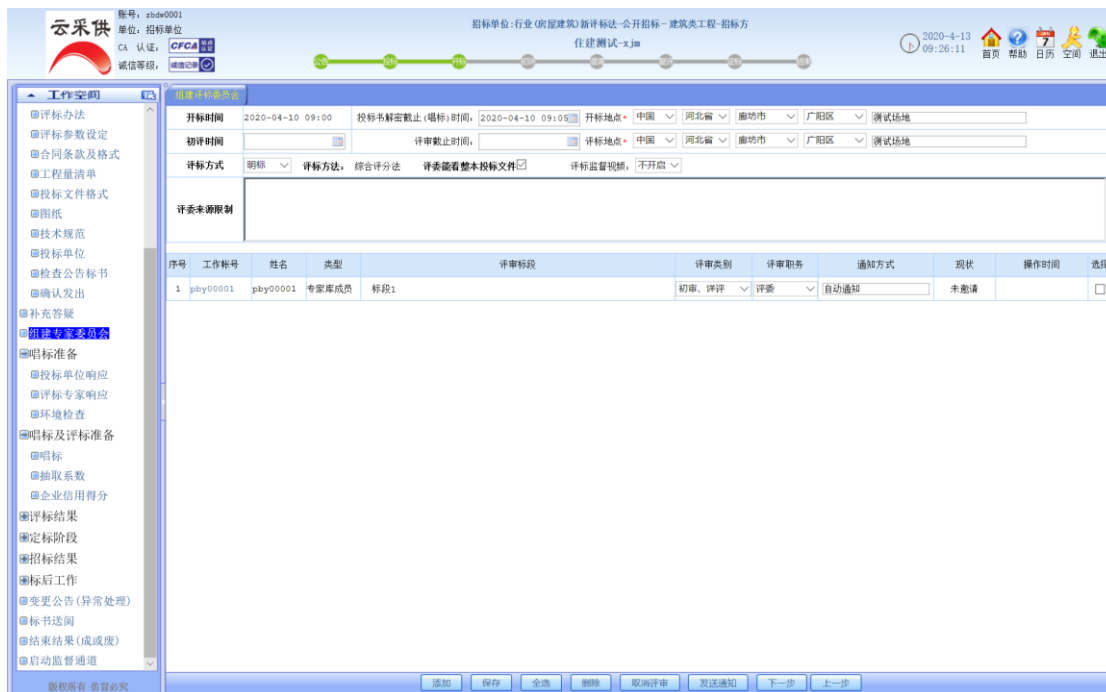 云采供
账号：zbdw0001
单位：招标单位
CA 认证：CFCA
诚信等级：诚信记录
招标单位:行业(房屋建筑)新评标法-公开招标-建筑类工程-招标方
住建测试-xjm
2020-4-13
09:26:11
首页 帮助 日历 空间 退出
工作空间
评标办法
评标参数设定
合同条款及格式
工程量清单
投标文件格式
图纸
技术规范
投标单位
检查公告标书
确认发出
补充答疑
组建专家委员会
唱标准备
投标单位响应
评标专家响应
环境检查
唱标及评标准备
唱标
抽取系数
企业信用得分
评标结果
定标阶段
招标结果
标后工作
变更公告(异常处理)
标书送阅
结束结果(成或废)
启动监督通道
版权所有 仿冒必究
组建评标委员会
开标时间 2020-04-10 09:00 投标书解密截止(唱标)时间: 2020-04-10 09:05 开标地点* 中国 河北省 廊坊市 广阳区 测试场地
初评时间 评审截止时间: 评标地点* 中国 河北省 廊坊市 广阳区 测试场地
评标方式 明标 评标方法: 综合评分法 评委能看整本投标文件 评标监督视频: 不开启
评委来源限制
序号 工作帐号 姓名 类型 评审标段 评审类别 评审职务 通知方式 现状 操作时间 选择
1 pby00001 pby00001 专家库成员 标段1 初审、详评 评委 自动通知 未邀请
添加 保存 全选 删除 取消评审 发送通知 下一步 上一步